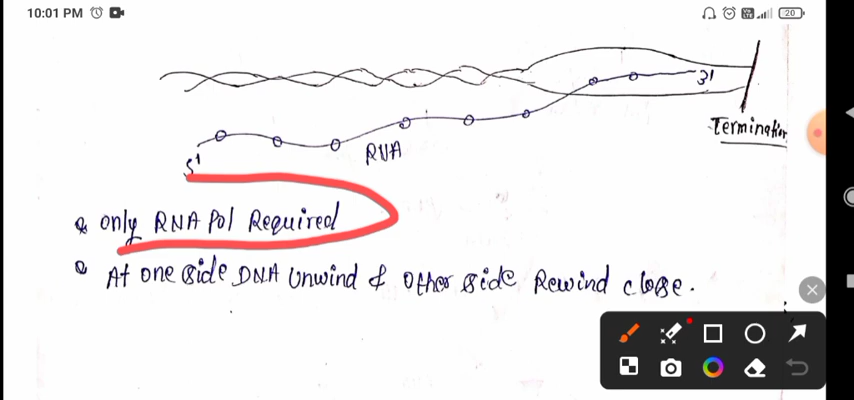 10:01 PM
20
3'
Termination
5'
RNA
only RNA Pol Required
At one side DNA Unwind & Other side Rewind close.